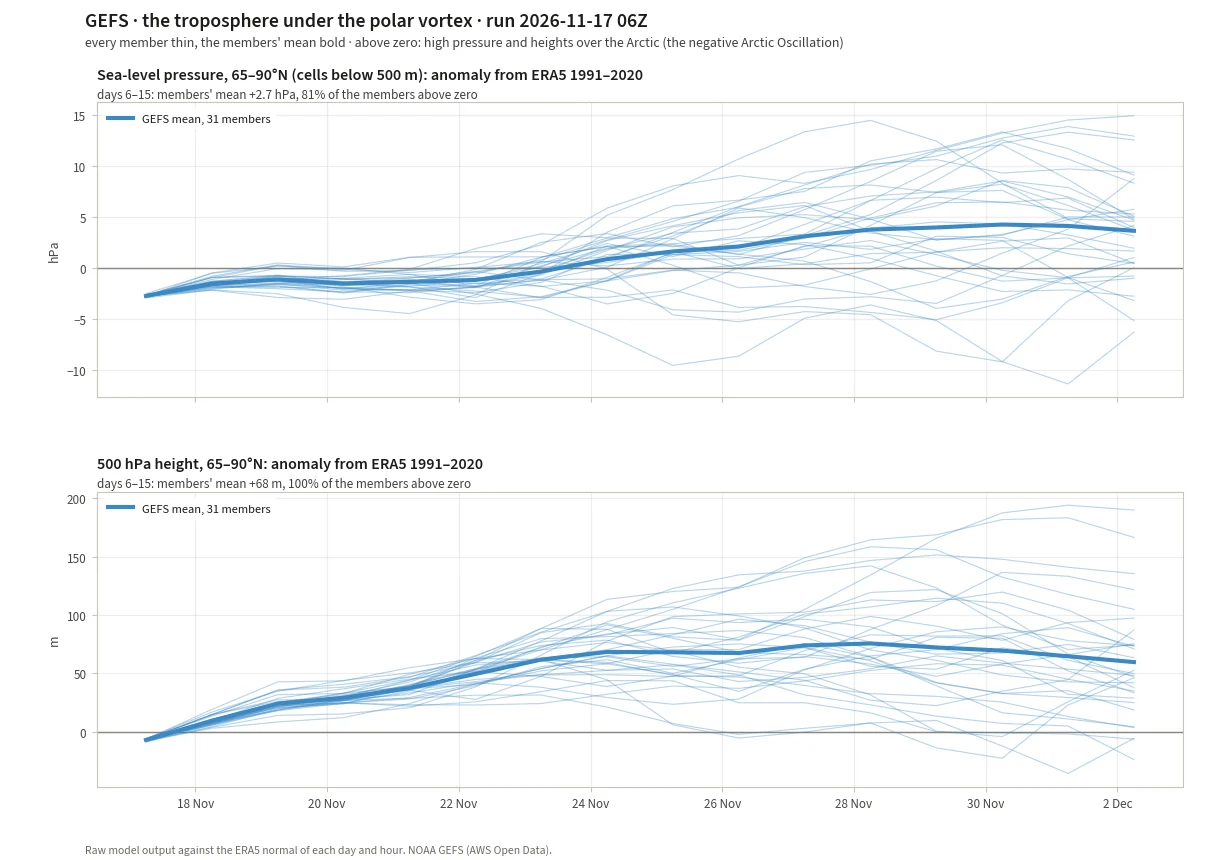 GEFS · the troposphere under the polar vortex · run 2026-11-17 06Z
every member thin, the members' mean bold · above zero: high pressure and heights over the Arctic (the negative Arctic Oscillation)
Sea-level pressure, 65–90°N (cells below 500 m): anomaly from ERA5 1991–2020
days 6–15: members' mean +2.7 hPa, 81% of the members above zero
GEFS mean, 31 members
15
10
5
0
−5
−10
hPa
500 hPa height, 65–90°N: anomaly from ERA5 1991–2020
days 6–15: members' mean +68 m, 100% of the members above zero
GEFS mean, 31 members
200
150
100
50
0
m
18 Nov 20 Nov 22 Nov 24 Nov 26 Nov 28 Nov 30 Nov 2 Dec
Raw model output against the ERA5 normal of each day and hour. NOAA GEFS (AWS Open Data).